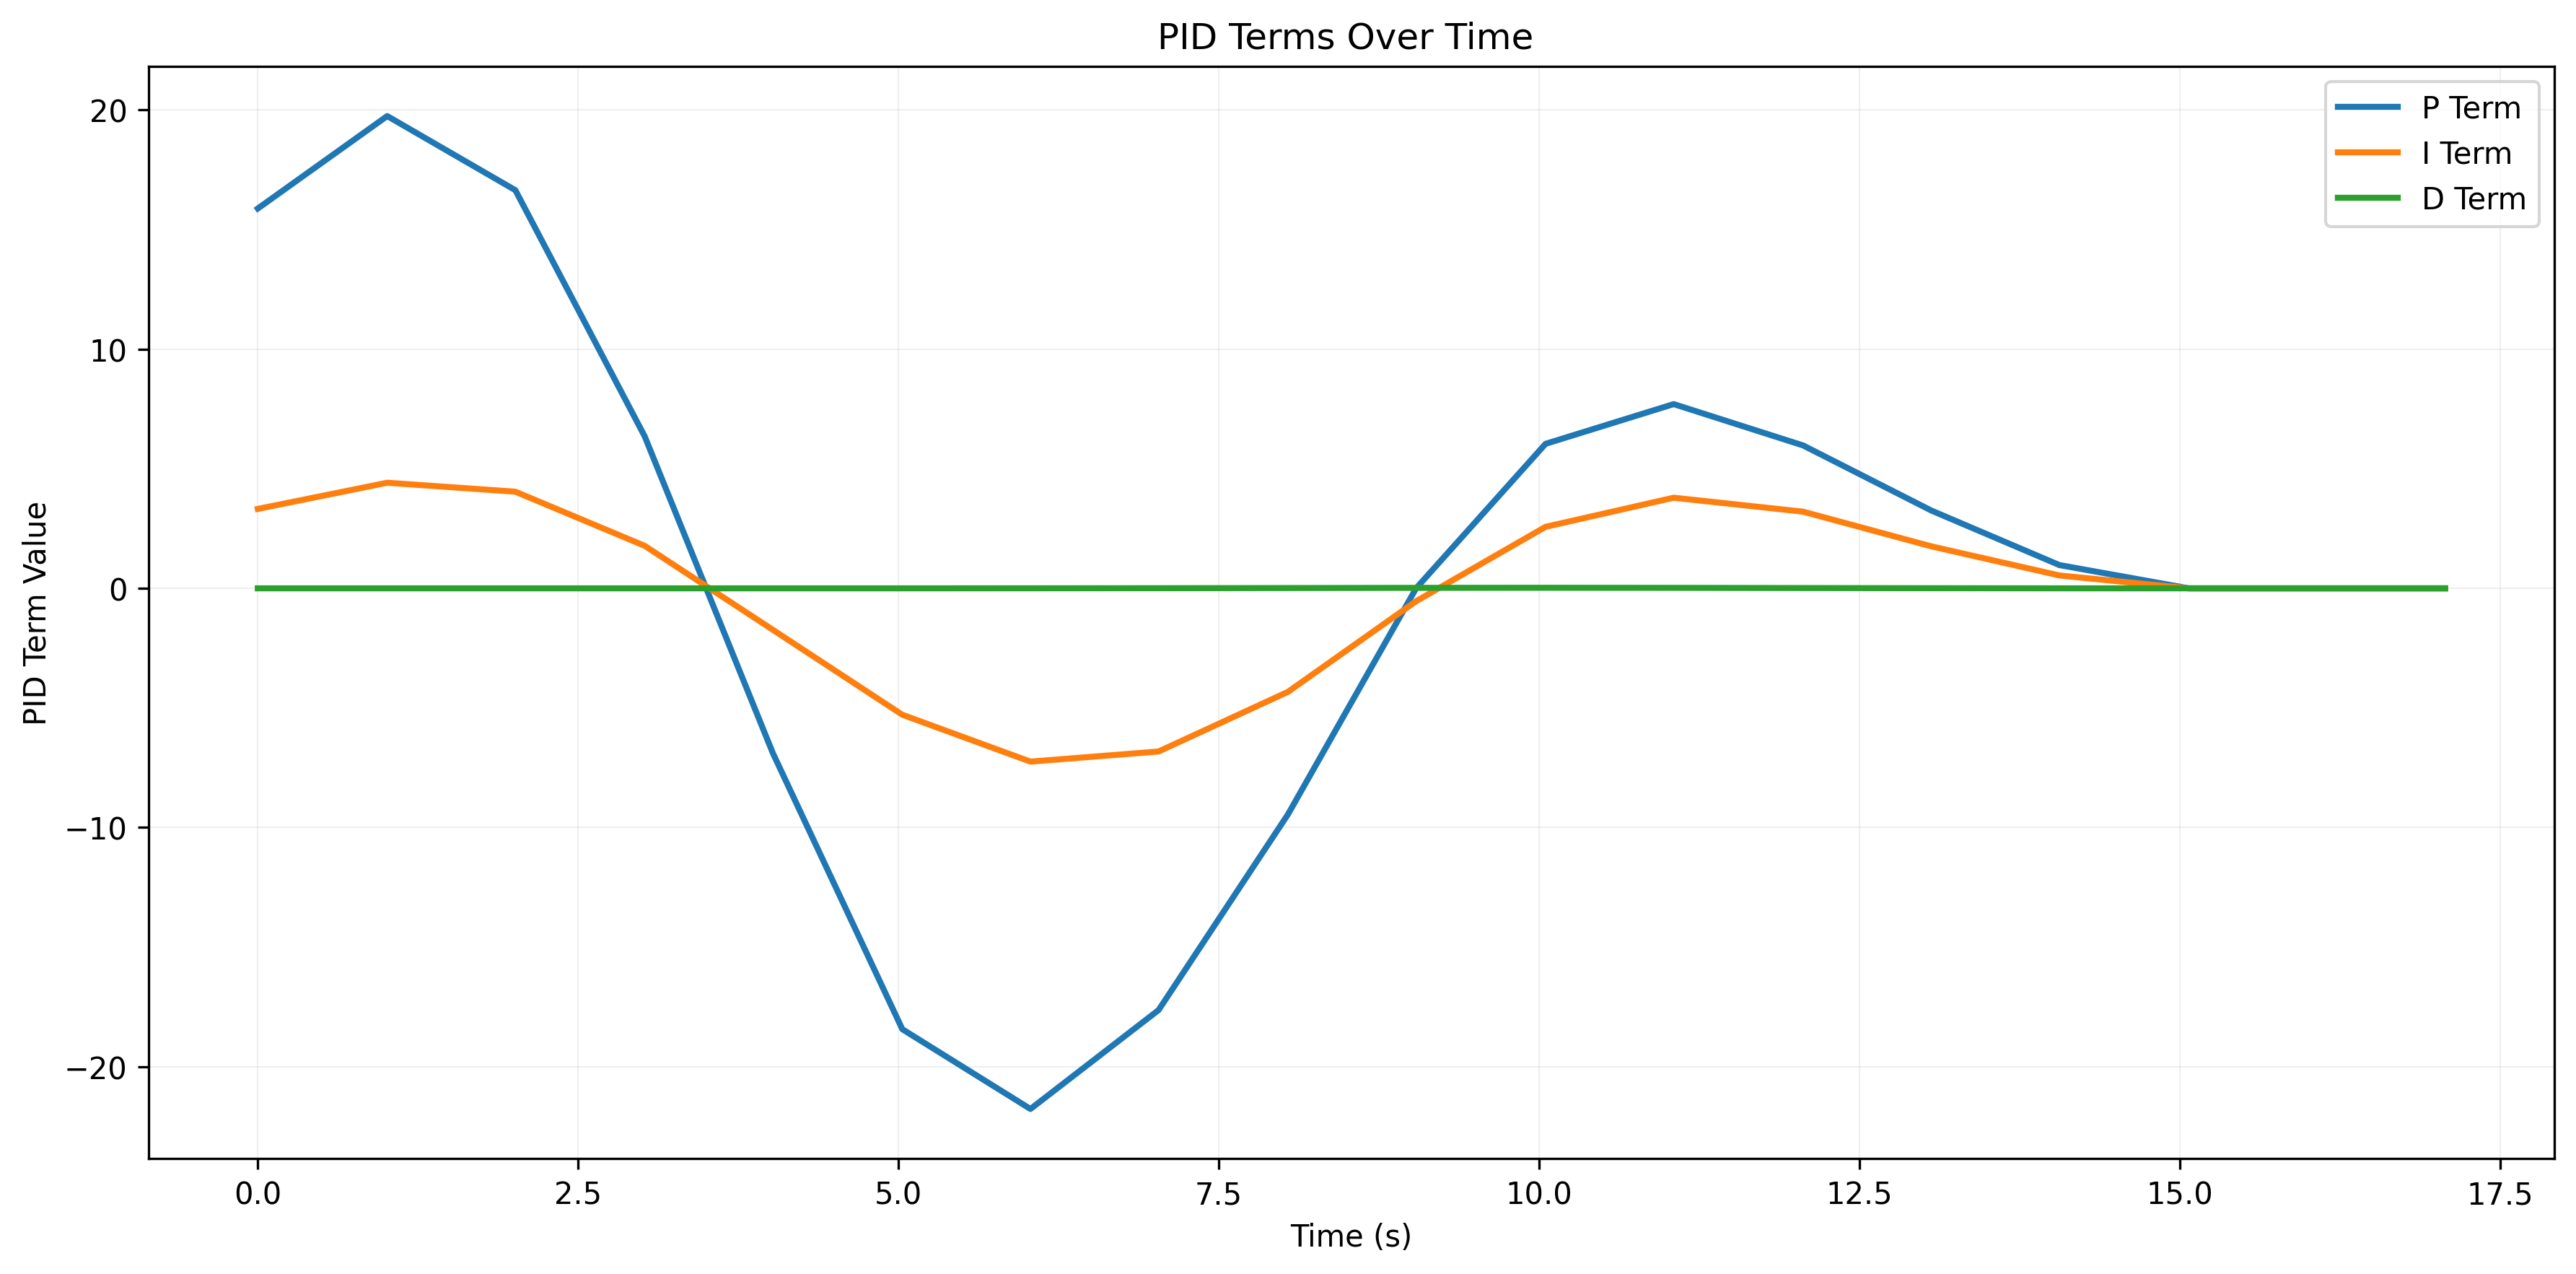 PID Terms Over Time
P Term
I Term
D Term
PID Term Value
20
10
0
−10
−20
0.0 2.5 5.0 7.5 10.0 12.5 15.0 17.5
Time (s)